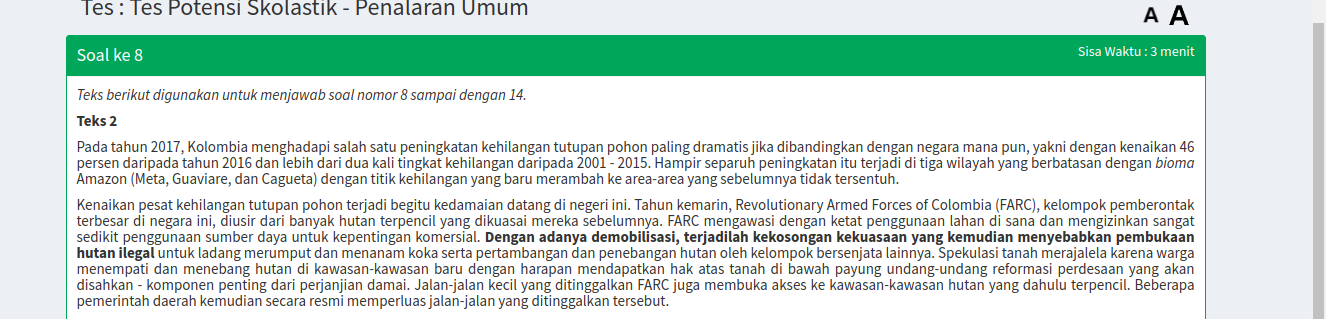 Tes : Tes Potensi Skolastik - Penalaran Umum
A A
Soal ke 8
Sisa Waktu : 3 menit
Teks berikut digunakan untuk menjawab soal nomor 8 sampai dengan 14.
Teks 2
Pada tahun 2017, Kolombia menghadapi salah satu peningkatan kehilangan tutupan pohon paling dramatis jika dibandingkan dengan negara mana pun, yakni dengan kenaikan 46
persen daripada tahun 2016 dan lebih dari dua kali tingkat kehilangan daripada 2001 - 2015. Hampir separuh peningkatan itu terjadi di tiga wilayah yang berbatasan dengan bioma
Amazon (Meta, Guaviare, dan Cagueta) dengan titik kehilangan yang baru merambah ke area-area yang sebelumnya tidak tersentuh.
Kenaikan pesat kehilangan tutupan pohon terjadi begitu kedamaian datang di negeri ini. Tahun kemarin, Revolutionary Armed Forces of Colombia (FARC), kelompok pemberontak
terbesar di negara ini, diusir dari banyak hutan terpencil yang dikuasai mereka sebelumnya. FARC mengawasi dengan ketat penggunaan lahan di sana dan mengizinkan sangat
sedikit penggunaan sumber daya untuk kepentingan komersial. Dengan adanya demobilisasi, terjadilah kekosongan kekuasaan yang kemudian menyebabkan pembukaan
hutan ilegal untuk ladang merumput dan menanam koka serta pertambangan dan penebangan hutan oleh kelompok bersenjata lainnya. Spekulasi tanah merajalela karena warga
menempati dan menebang hutan di kawasan-kawasan baru dengan harapan mendapatkan hak atas tanah di bawah payung undang-undang reformasi perdesaan yang akan
disahkan - komponen penting dari perjanjian damai. Jalan-jalan kecil yang ditinggalkan FARC juga membuka akses ke kawasan-kawasan hutan yang dahulu terpencil. Beberapa
pemerintah daerah kemudian secara resmi memperluas jalan-jalan yang ditinggalkan tersebut.